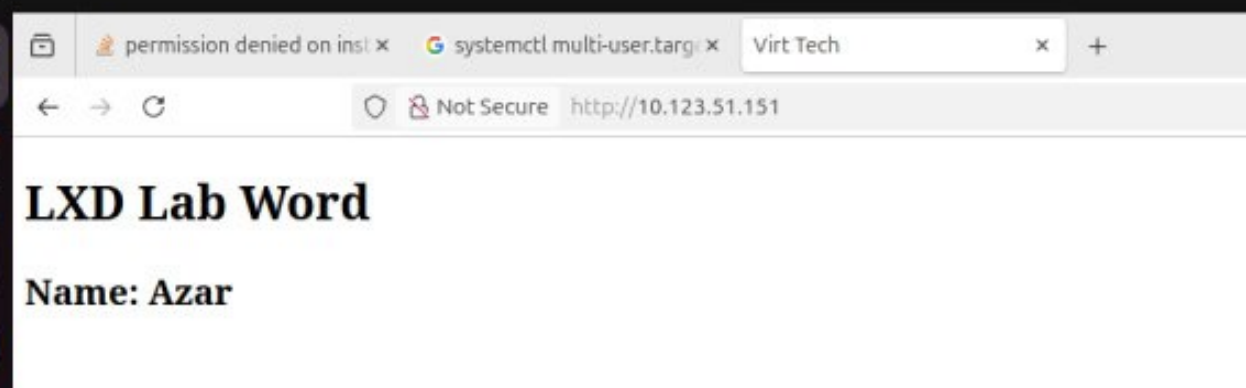 permission denied on inst
systemctl multi-user.targ
Virt Tech
Not Secure http://10.123.51.151
LXD Lab Word
Name: Azar